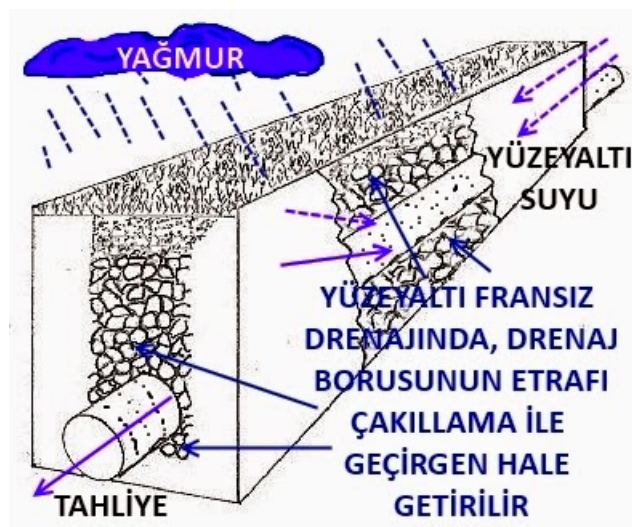 YAĞMUR
YÜZEYALTI
SUYU
YÜZEYALTI FRANSIZ
DRENAJINDA, DRENAJ
BORUSUNUN ETRAFI
ÇAKILLAMA İLE
GEÇİRGEN HALE
GETİRİLİR
TAHLİYE